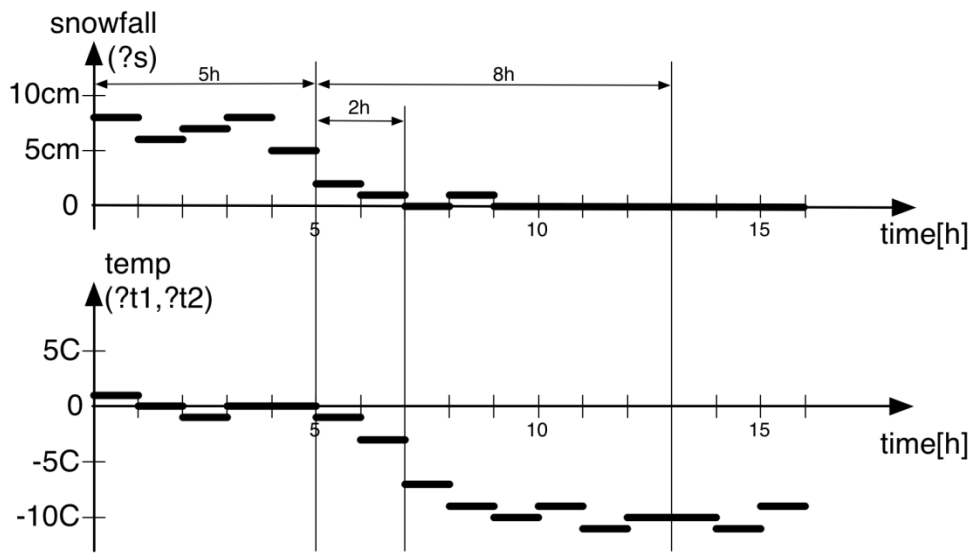 snowfall
(?s)
5h
8h
10cm
2h
5cm
0
5
10
15
time[h]
temp
(?t1,?t2)
5C
0
5
10
15
time[h]
-5C
-10C